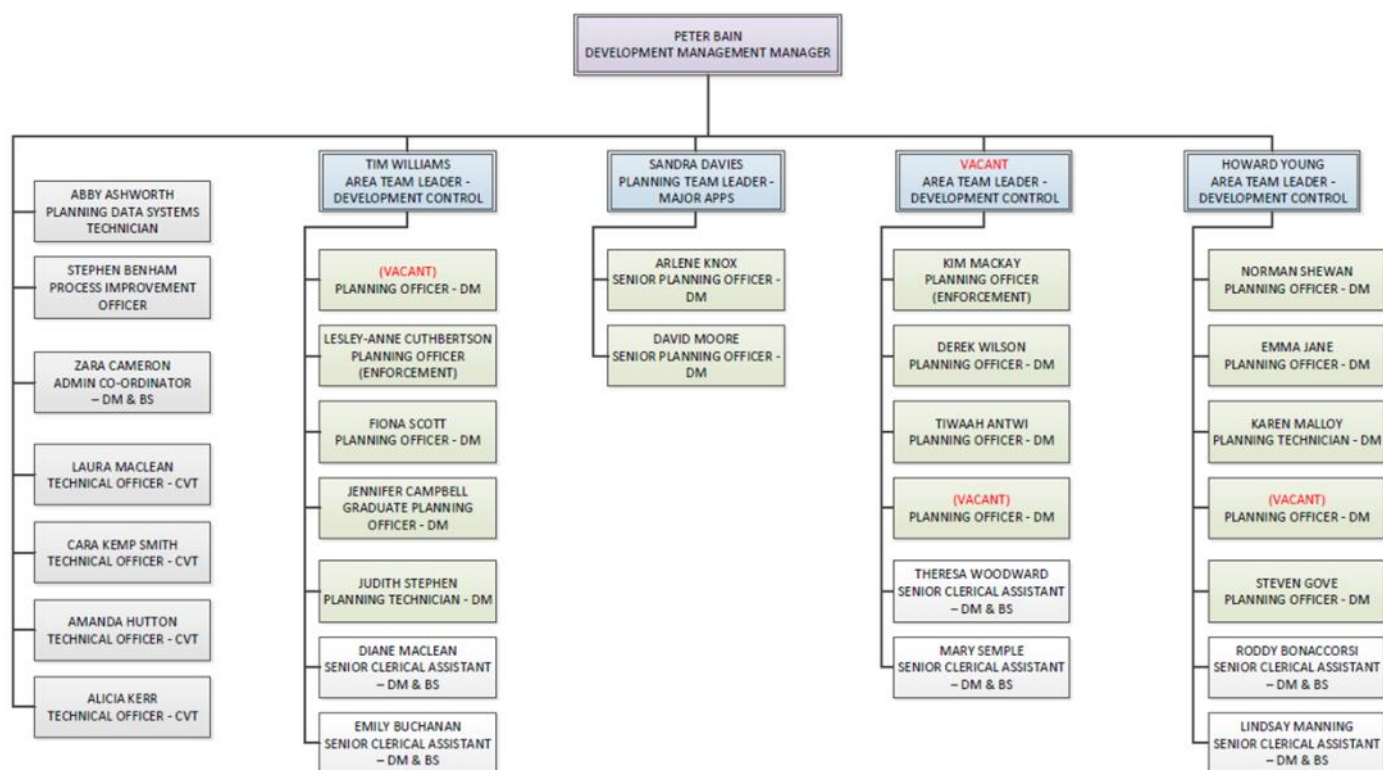 PETER BAIN
DEVELOPMENT MANAGEMENT MANAGER
ABBY ASHWORTH
PLANNING DATA SYSTEMS
TECHNICIAN
STEPHEN BENHAM
PROCESS IMPROVEMENT
OFFICER
ZARA CAMERON
ADMIN CO-ORDINATOR
– DM & BS
LAURA MACLEAN
TECHNICAL OFFICER - CVT
CARA KEMP SMITH
TECHNICAL OFFICER - CVT
AMANDA HUTTON
TECHNICAL OFFICER - CVT
ALICIA KERR
TECHNICAL OFFICER - CVT
TIM WILLIAMS
AREA TEAM LEADER -
DEVELOPMENT CONTROL
(VACANT)
PLANNING OFFICER - DM
LESLEY-ANNE CUTHBERTSON
PLANNING OFFICER
(ENFORCEMENT)
FIONA SCOTT
PLANNING OFFICER - DM
JENNIFER CAMPBELL
GRADUATE PLANNING
OFFICER - DM
JUDITH STEPHEN
PLANNING TECHNICIAN - DM
DIANE MACLEAN
SENIOR CLERICAL ASSISTANT
– DM & BS
EMILY BUCHANAN
SENIOR CLERICAL ASSISTANT
– DM & BS
SANDRA DAVIES
PLANNING TEAM LEADER -
MAJOR APPS
ARLENE KNOX
SENIOR PLANNING OFFICER -
DM
DAVID MOORE
SENIOR PLANNING OFFICER -
DM
VACANT
AREA TEAM LEADER -
DEVELOPMENT CONTROL
KIM MACKAY
PLANNING OFFICER
(ENFORCEMENT)
DEREK WILSON
PLANNING OFFICER - DM
TIWAAH ANTWI
PLANNING OFFICER - DM
(VACANT)
PLANNING OFFICER - DM
THERESA WOODWARD
SENIOR CLERICAL ASSISTANT
– DM & BS
MARY SEMPLE
SENIOR CLERICAL ASSISTANT
– DM & BS
HOWARD YOUNG
AREA TEAM LEADER -
DEVELOPMENT CONTROL
NORMAN SHEWAN
PLANNING OFFICER - DM
EMMA JANE
PLANNING OFFICER - DM
KAREN MALLOY
PLANNING TECHNICIAN - DM
(VACANT)
PLANNING OFFICER - DM
STEVEN GOVE
PLANNING OFFICER - DM
RODDY BONACCORSI
SENIOR CLERICAL ASSISTANT
– DM & BS
LINDSAY MANNING
SENIOR CLERICAL ASSISTANT
– DM & BS